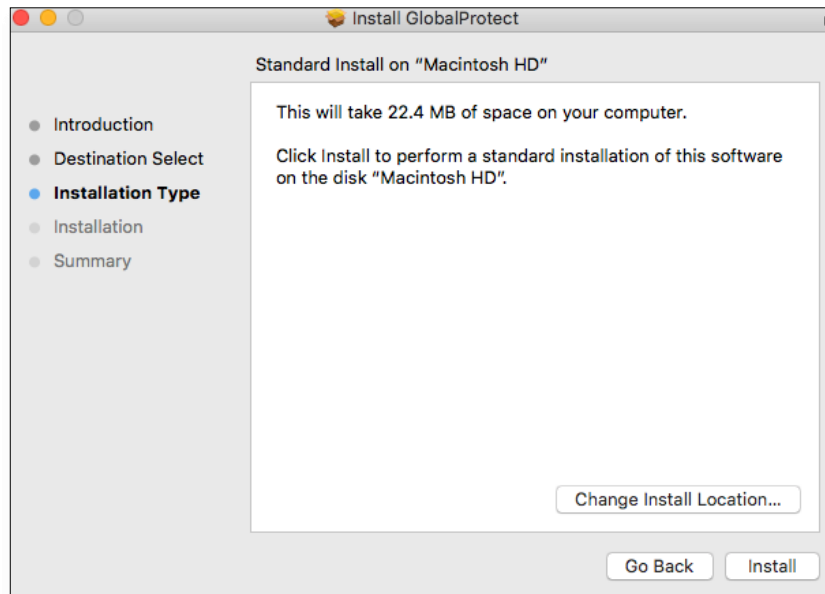 Install GlobalProtect
Standard Install on “Macintosh HD”
Introduction
Destination Select
Installation Type
Installation
Summary
This will take 22.4 MB of space on your computer.
Click Install to perform a standard installation of this software
on the disk “Macintosh HD”.
Change Install Location...
Go Back
Install